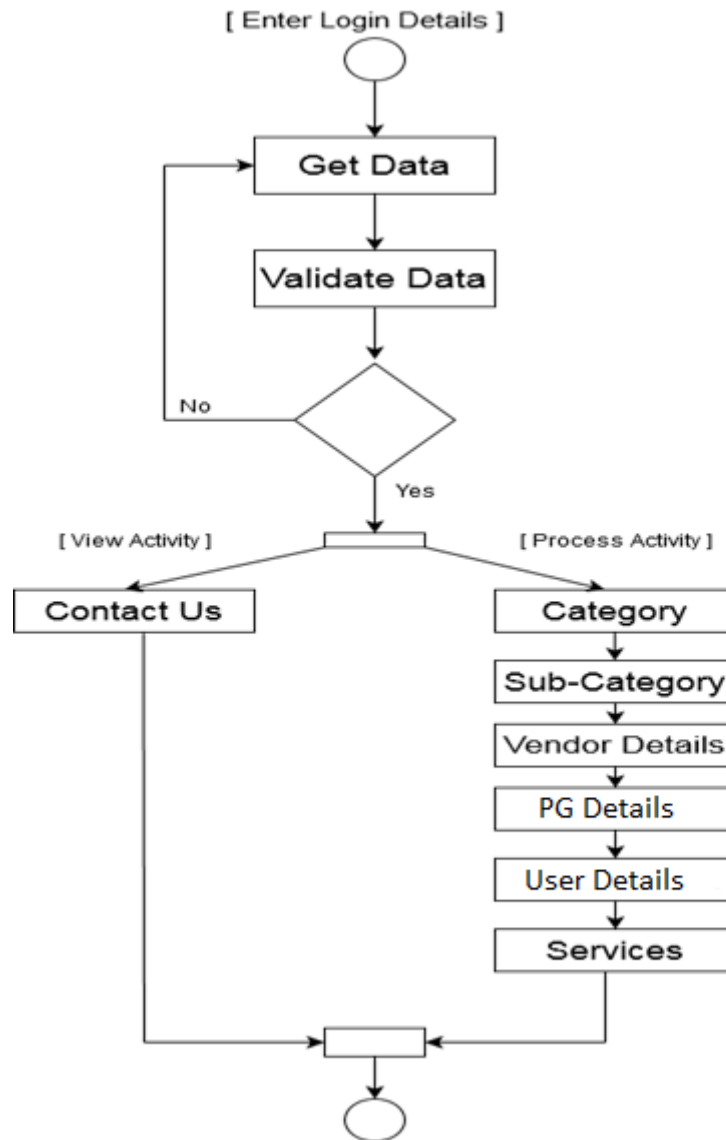 [ Enter Login Details ]
Get Data
Validate Data
No
Yes
[ View Activity ]
[ Process Activity ]
Contact Us
Category
Sub-Category
Vendor Details
PG Details
User Details
Services